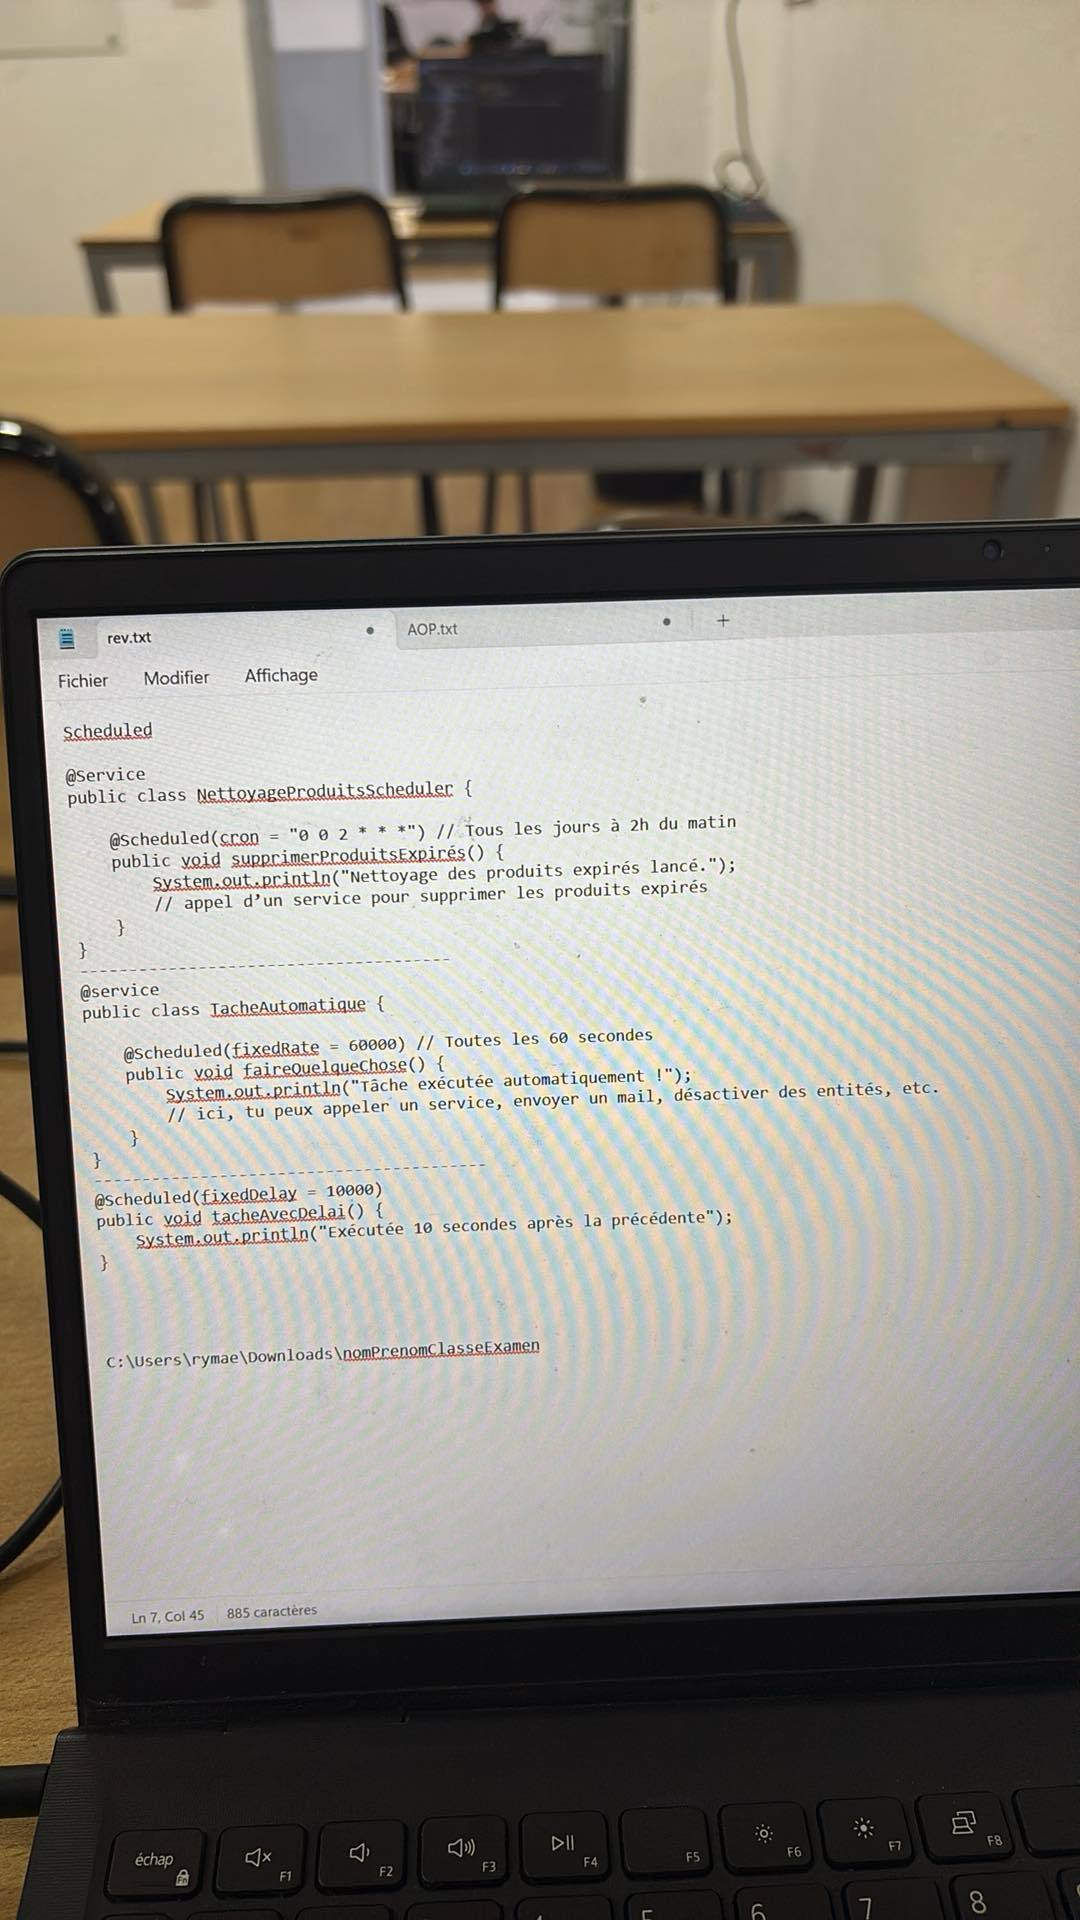 rev.txt
AOP.txt
Fichier Modifier Affichage
Scheduled
@Service
public class NettoyageProduitsScheduler {
@Scheduled(cron = "0 0 2 * * *") // Tous les jours à 2h du matin
public void supprimerProduitsExpirés() {
System.out.println("Nettoyage des produits expirés lancé.");
// appel d’un service pour supprimer les produits expirés
}
}
-------------------------------------
@service
public class TacheAutomatique {
@Scheduled(fixedRate = 60000) // Toutes les 60 secondes
public void faireQuelqueChose() {
System.out.println("Tâche exécutée automatiquement !");
// ici, tu peux appeler un service, envoyer un mail, désactiver des entités, etc.
}
}
---------------------------------------
@Scheduled(fixedDelay = 10000)
public void tacheAvecDelai() {
System.out.println("Exécutée 10 secondes après la précédente");
}
C:\Users\rymae\Downloads\nomPrenomClasseExamen
Ln 7, Col 45 885 caractères
échap F1 F2 F3 F4 F5 F6 F7 F8
Fn
6 7 8